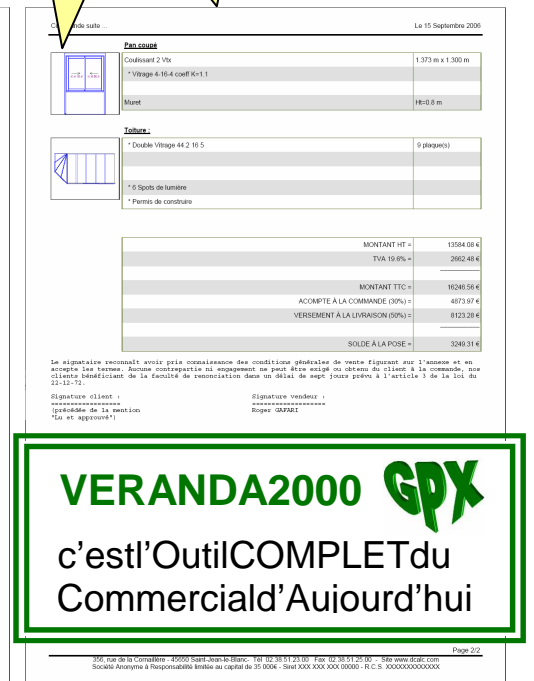 nde suite ...
Le 15 Septembre 2006
Pan coupé
Coulissant 2 Vtx
1.373 m x 1.300 m
* Vitrage 4-16-4 coeff K=1.1
Muret
Ht=0.8 m
Toiture :
* Double Vitrage 44.2 16 5
9 plaque(s)
* 6 Spots de lumière
* Permis de construire
MONTANT HT = 13584.08 €
TVA 19.6% = 2662.48 €
MONTANT TTC = 16246.56 €
ACOMPTE À LA COMMANDE (30%) = 4873.97 €
VERSEMENT À LA LIVRAISON (50%) = 8123.28 €
SOLDE À LA POSE = 3249.31 €
Le signataire reconnaît avoir pris connaissance des conditions générales de vente figurant sur l'annexe et en
accepte les termes. Aucune contrepartie ni engagement ne peut être exigé ou obtenu du client à la commande, nos
clients bénéficiant de la faculté de renonciation dans un délai de sept jours prévu à l'article 3 de la loi du
22-12-72.
Signature client :
Signature vendeur :
==================
===================
(précédée de la mention
Roger GAFARI
"Lu et approuvé")
VERANDA2000 GPX
c'estl'OutilCOMPLETdu
Commerciald'Aujourd'hui
Page 2/2
356, rue de la Cornaillère - 45650 Saint-Jean-le-Blanc- Tél 02.38.51.23.00 Fax 02.38.51.25.00 - Site www.dcalc.com
Société Anonyme à Responsabilité limitée au capital de 35 000€ - Siret XXX XXX XXX 00000 - R.C.S. XXXXXXXXXXXXX